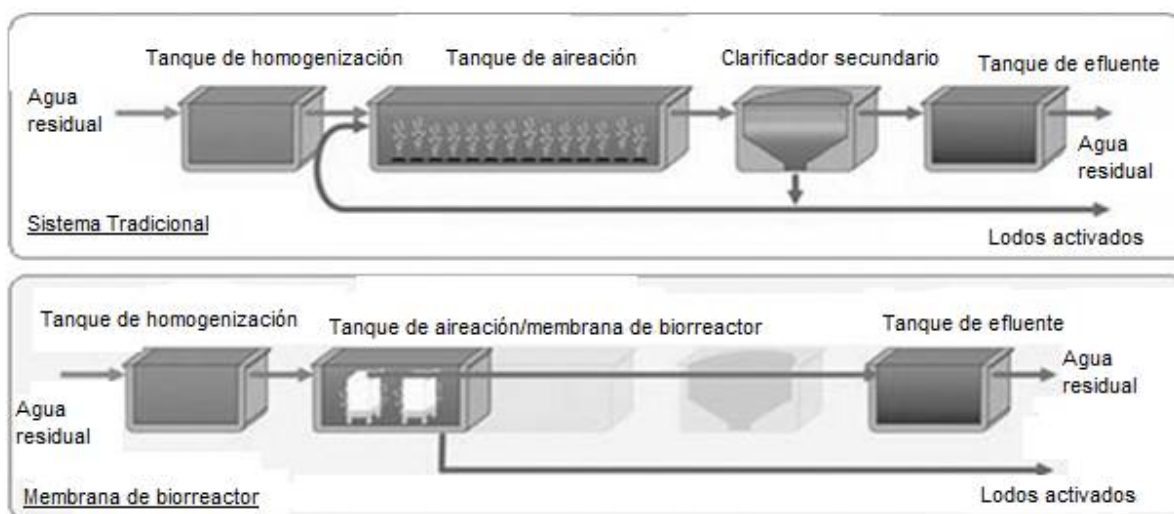 Tanque de homogenización
Tanque de aireación
Clarificador secundario
Tanque de efluente
Agua
residual
Agua
residual
Sistema Tradicional
Lodos activados
Tanque de homogenización
Tanque de aireación/membrana de biorreactor
Tanque de efluente
Agua
residual
Agua
residual
Membrana de biorreactor
Lodos activados